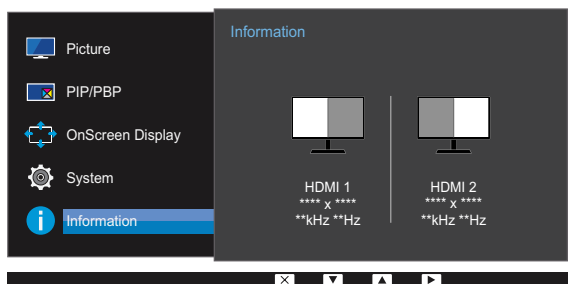 Picture
PIP/PBP
OnScreen Display
System
Information
Information
HDMI 1
**** x ****
**kHz **Hz
HDMI 2
**** x ****
**kHz **Hz